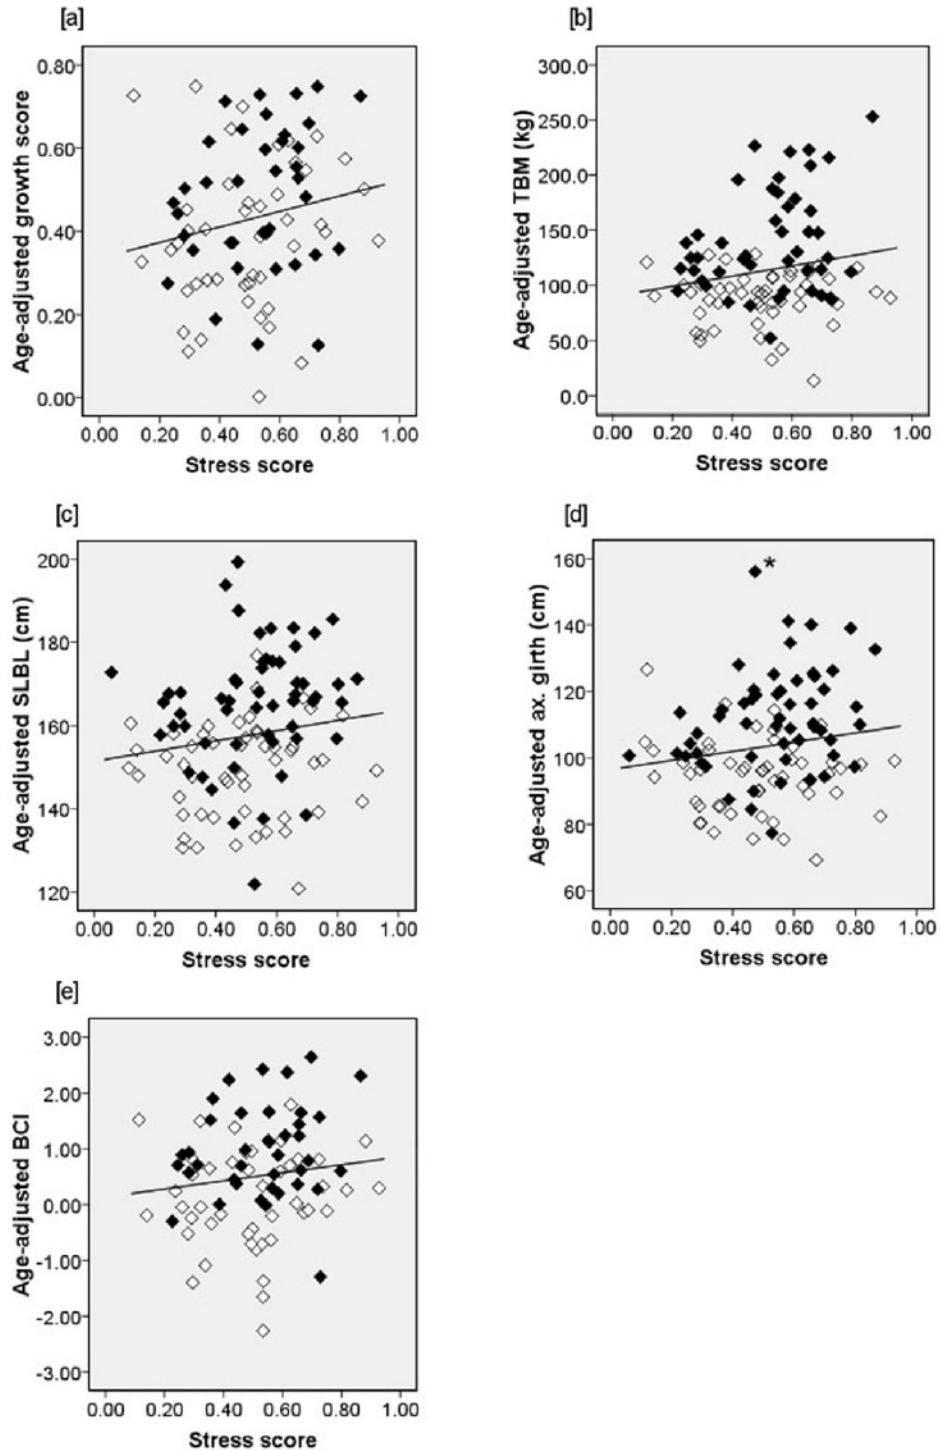 [a]
Age-adjusted growth score
0.80
0.60
0.40
0.20
0.00
0.00 0.20 0.40 0.60 0.80 1.00
Stress score
[b]
Age-adjusted TBM (kg)
300.0
250.0
200.0
150.0
100.0
50.0
0.0
0.00 0.20 0.40 0.60 0.80 1.00
Stress score
[c]
Age-adjusted SLBL (cm)
200
180
160
140
120
0.00 0.20 0.40 0.60 0.80 1.00
Stress score
[d]
Age-adjusted ax. girth (cm)
160
140
120
100
80
60
*
0.00 0.20 0.40 0.60 0.80 1.00
Stress score
[e]
Age-adjusted BCI
3.00
2.00
1.00
0.00
-1.00
-2.00
-3.00
0.00 0.20 0.40 0.60 0.80 1.00
Stress score